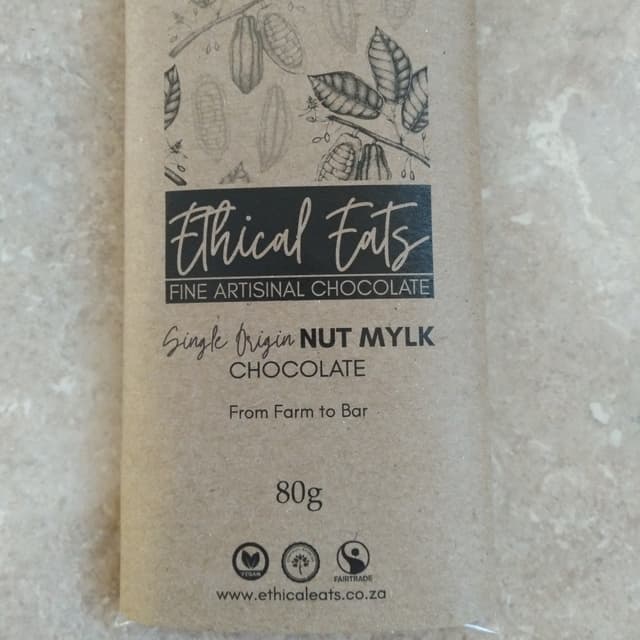 Ethical Eats
FINE ARTISINAL CHOCOLATE
Single Origin NUT MYLK
CHOCOLATE
From Farm to Bar
80g
VEGAN
FAIRTRADE
www.ethicaleats.co.za